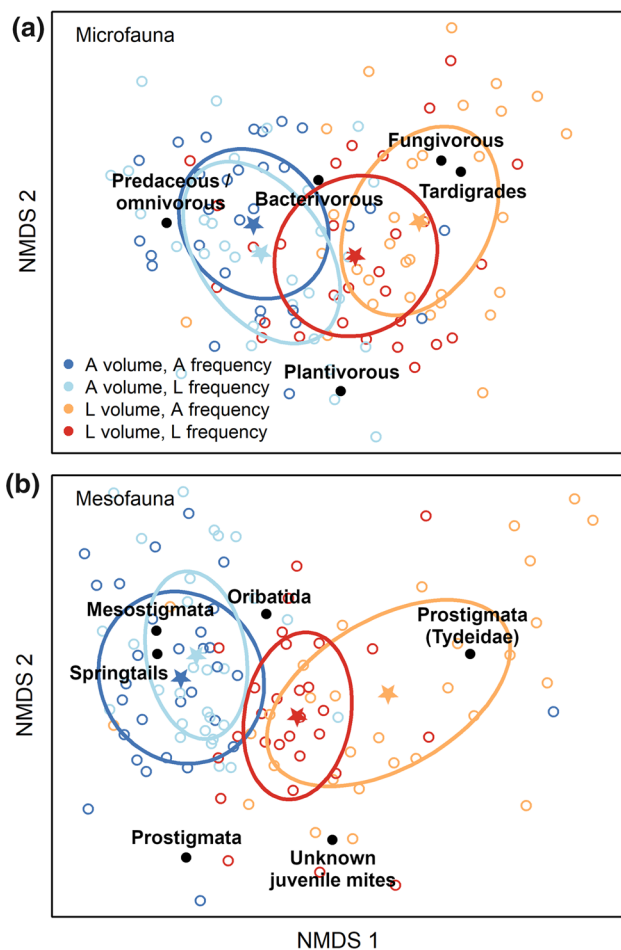 (a)
Microfauna
Fungivorous
Predaceous /
omnivorous
Bacterivorous
Tardigrades
NMDS 2
A volume, A frequency
A volume, L frequency
L volume, A frequency
L volume, L frequency
Plantivorous
(b)
Mesofauna
Mesostigmata
Oribatida
Prostigmata
(Tydeidae)
Springtails
NMDS 2
Prostigmata
Unknown
juvenile mites
NMDS 1